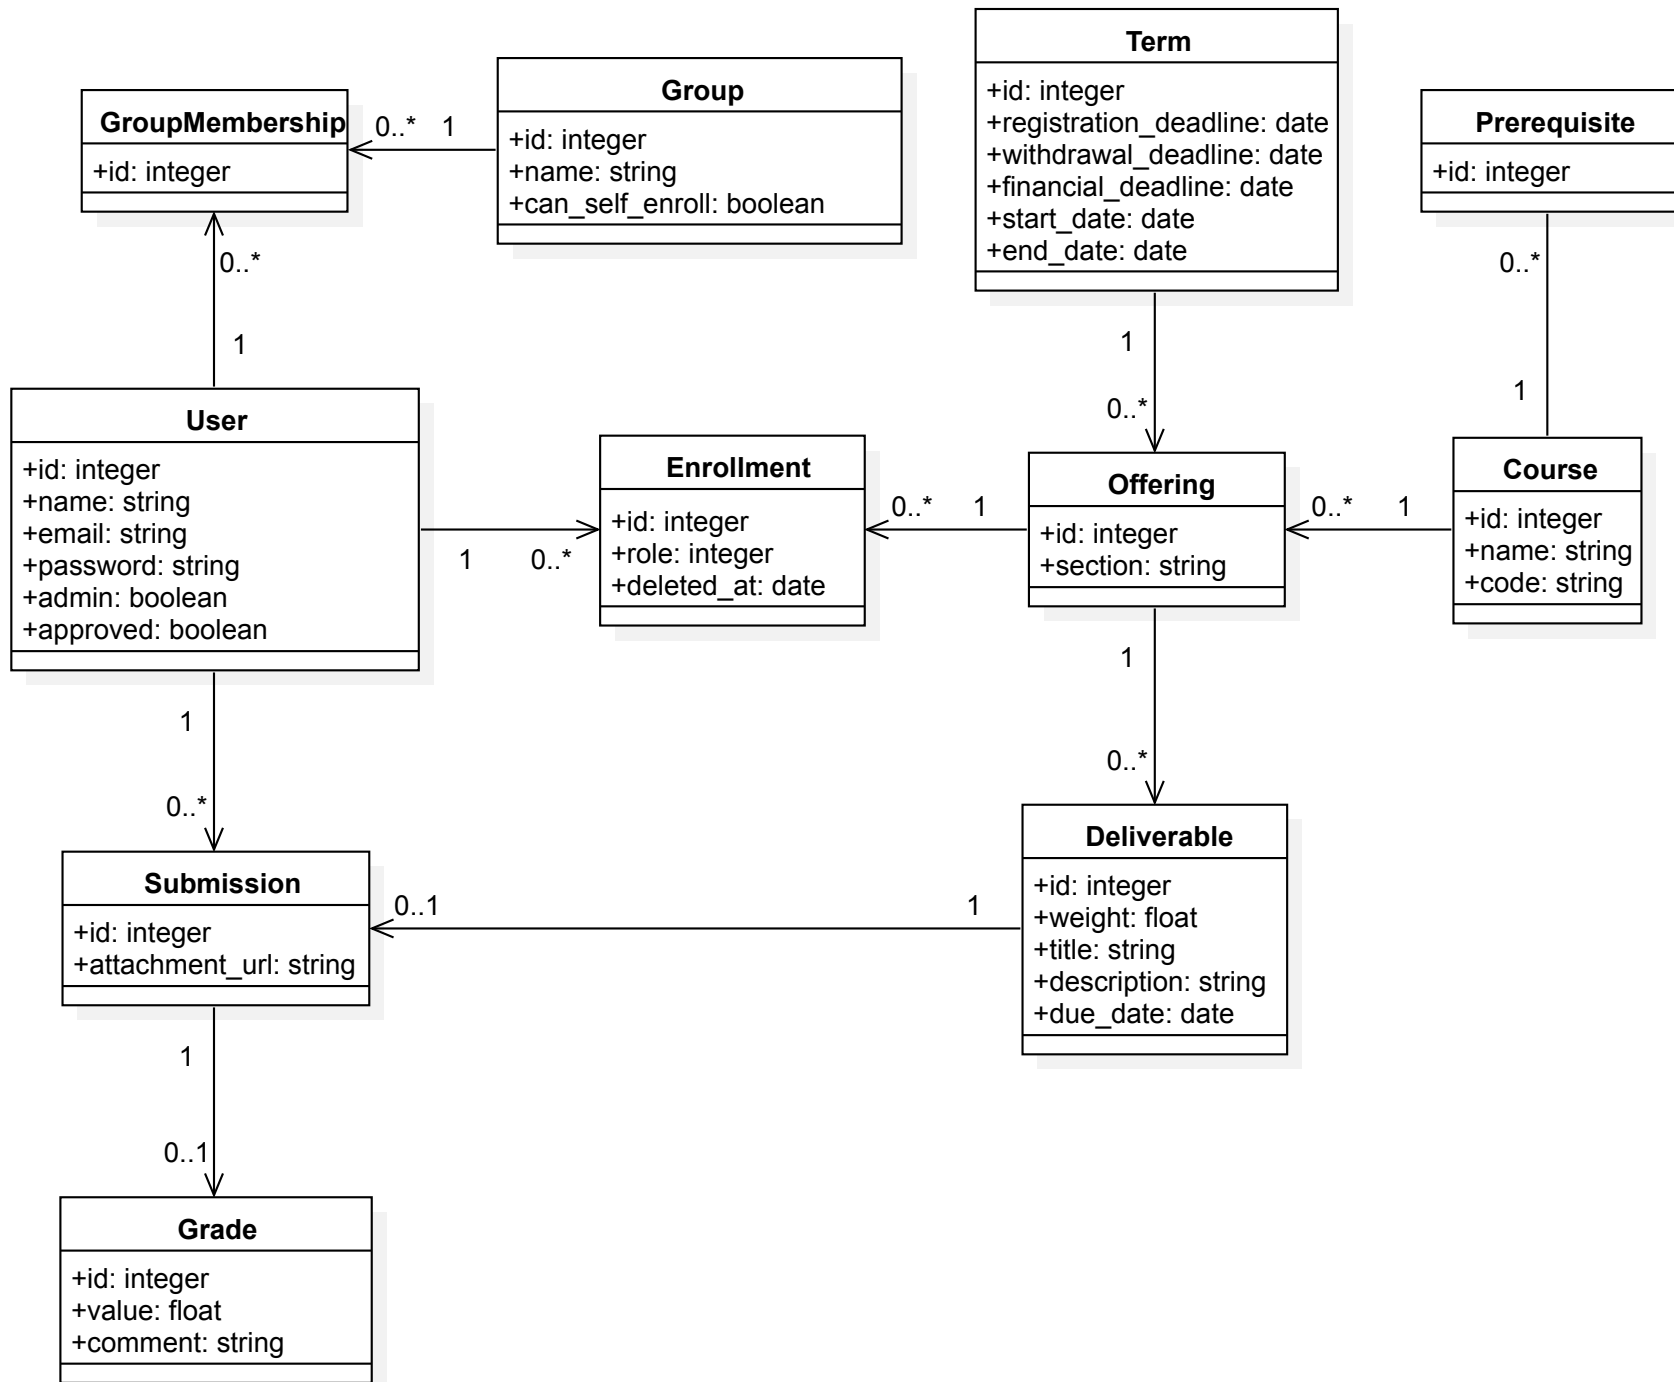 GroupMembership
+id: integer
0..* 1
Group
+id: integer
+name: string
+can_self_enroll: boolean
Term
+id: integer
+registration_deadline: date
+withdrawal_deadline: date
+financial_deadline: date
+start_date: date
+end_date: date
Prerequisite
+id: integer
0..*
1
0..*
1
1
0..*
User
+id: integer
+name: string
+email: string
+password: string
+admin: boolean
+approved: boolean
1 0..*
Enrollment
+id: integer
+role: integer
+deleted_at: date
0..* 1
Offering
+id: integer
+section: string
0..* 1
Course
+id: integer
+name: string
+code: string
1
0..*
1
0..*
Submission
+id: integer
+attachment_url: string
0..1 1
Deliverable
+id: integer
+weight: float
+title: string
+description: string
+due_date: date
1
0..1
Grade
+id: integer
+value: float
+comment: string